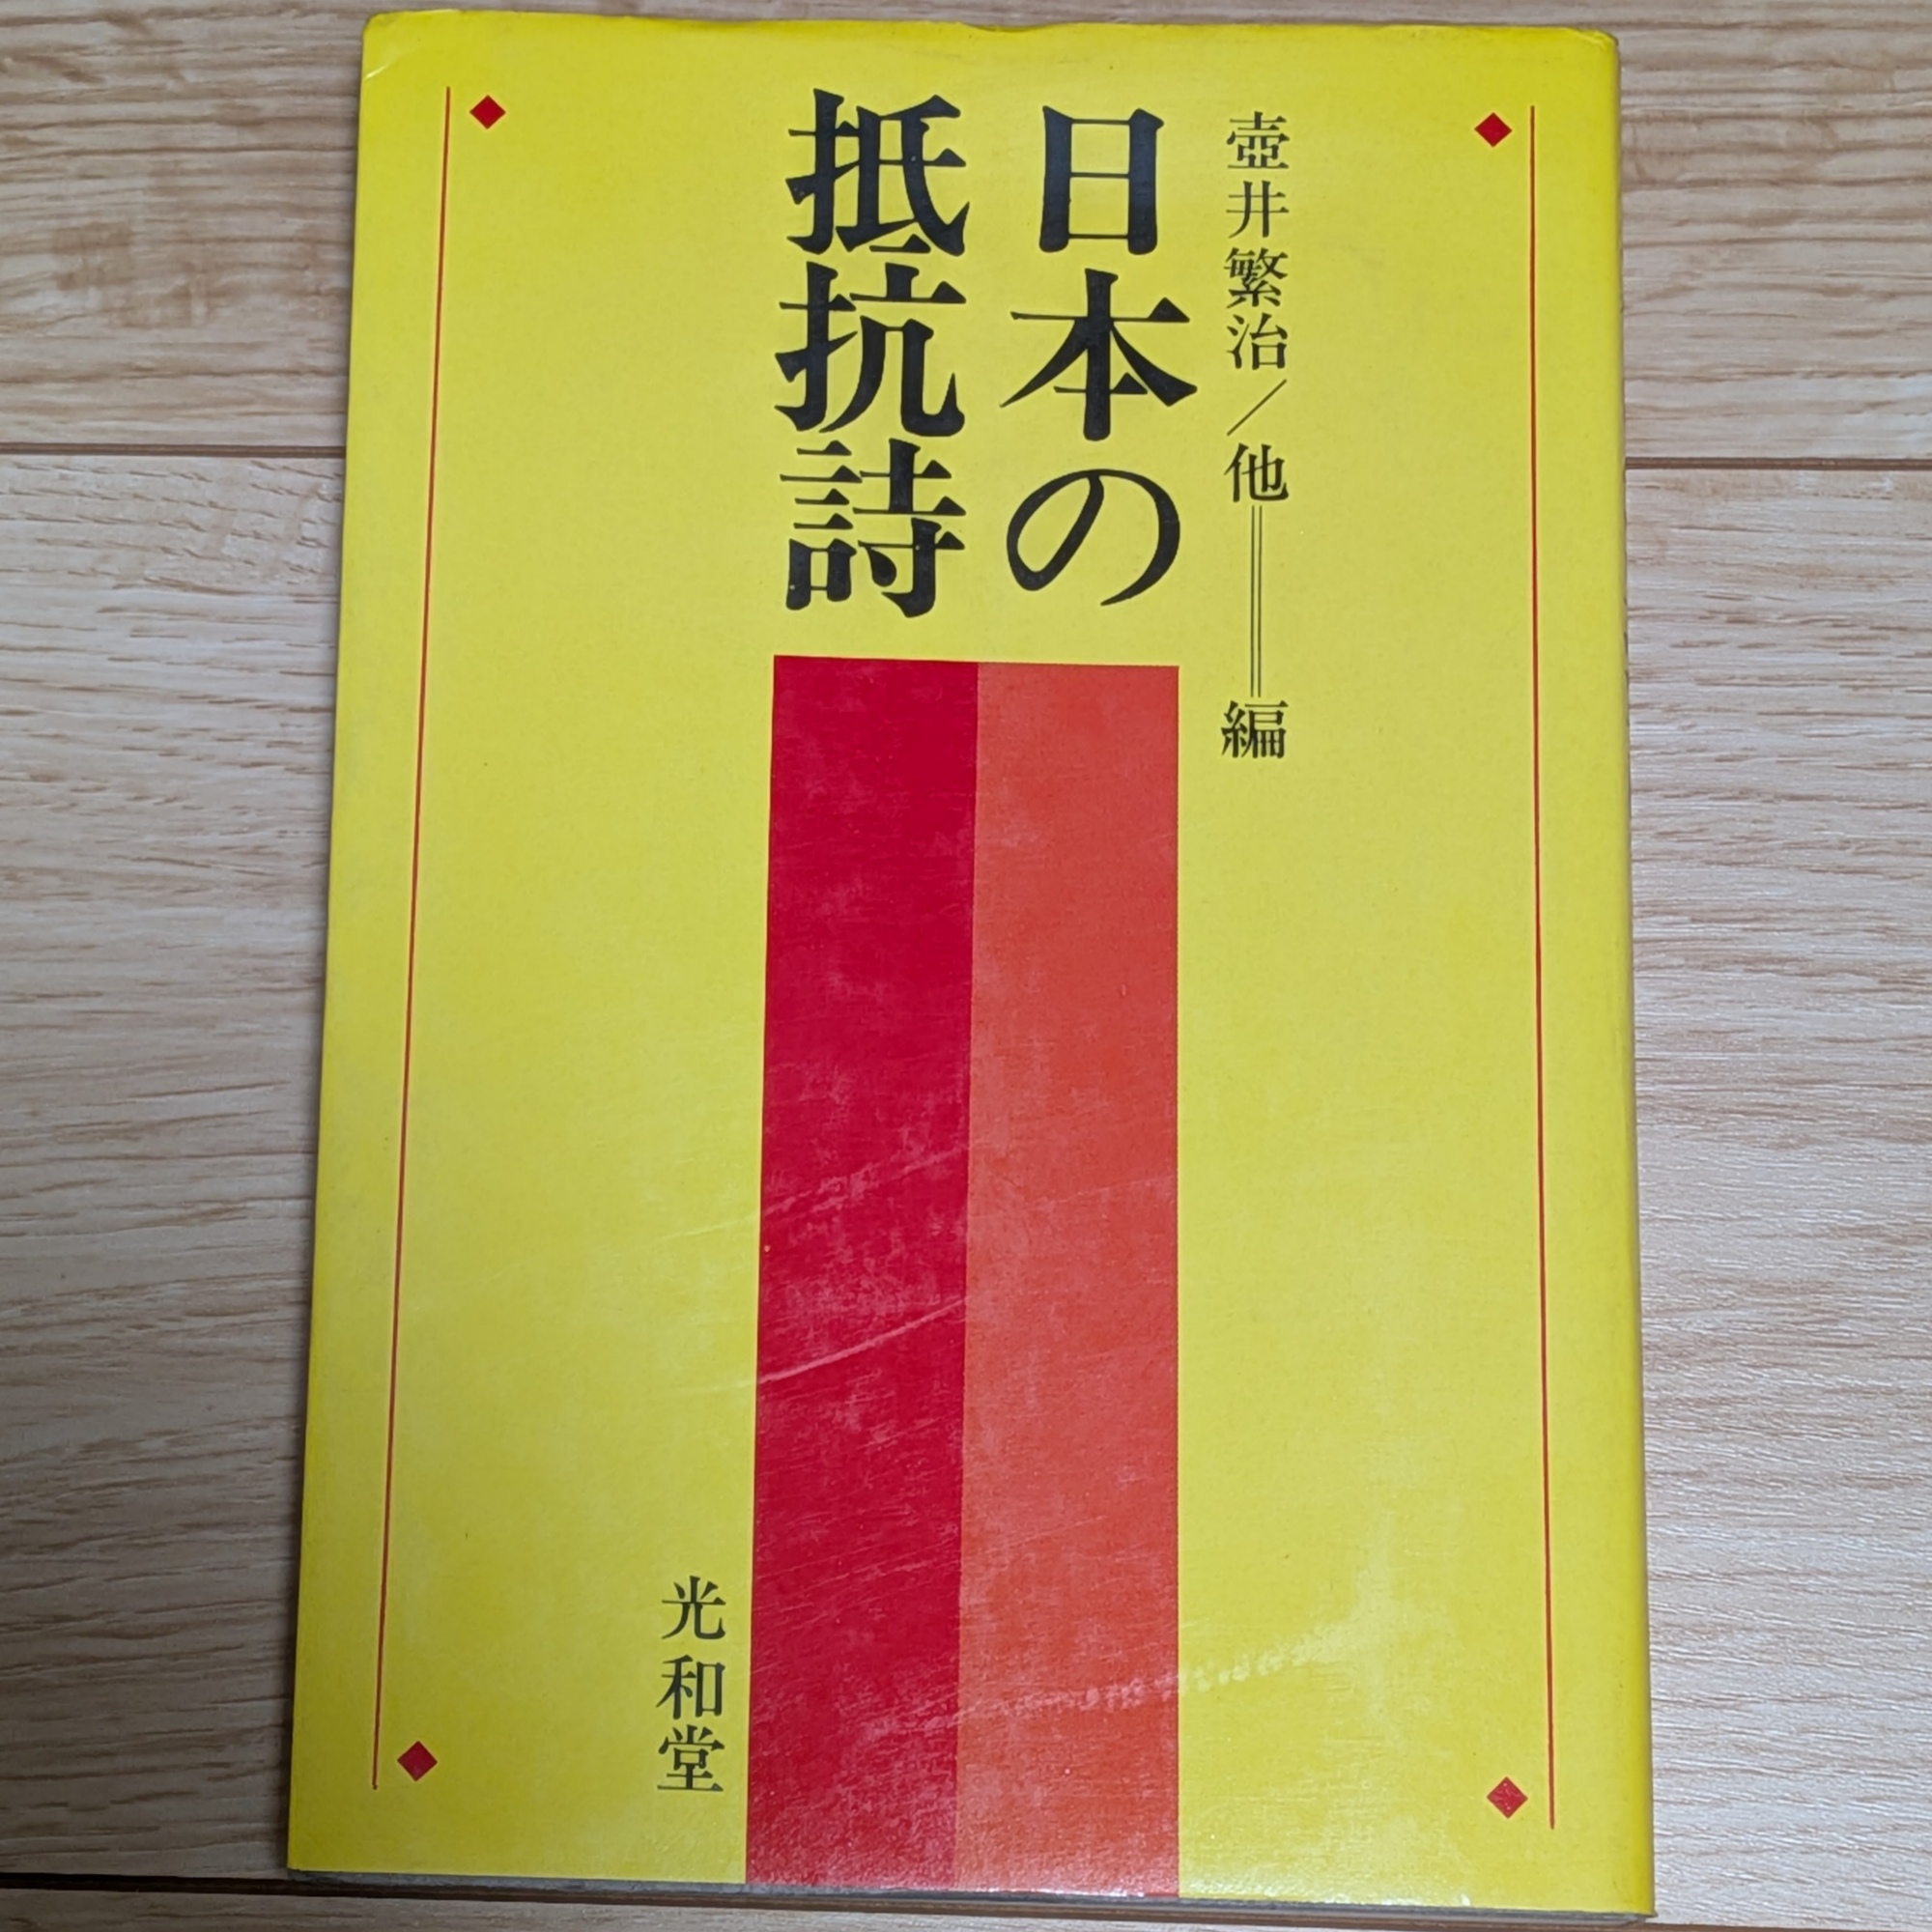 壺井繁治／他＝編
日本の
抵抗詩
光和堂